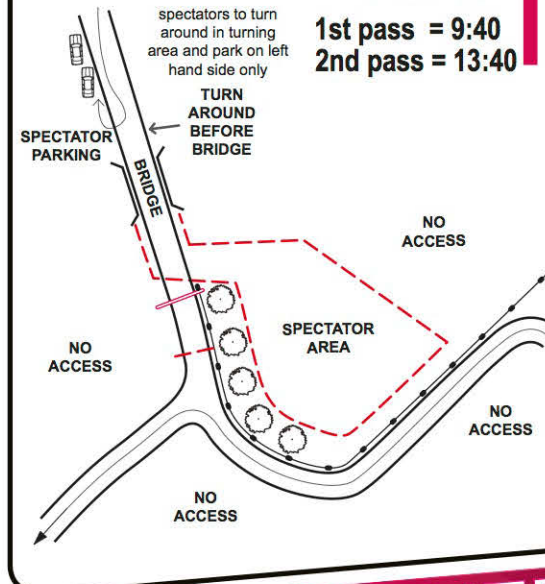 spectators to turn
around in turning
area and park on left
hand side only
1st pass = 9:40
2nd pass = 13:40
TURN
AROUND
BEFORE
BRIDGE
SPECTATOR
PARKING
BRIDGE
NO
ACCESS
SPECTATOR
AREA
NO
ACCESS
NO
ACCESS
NO
ACCESS